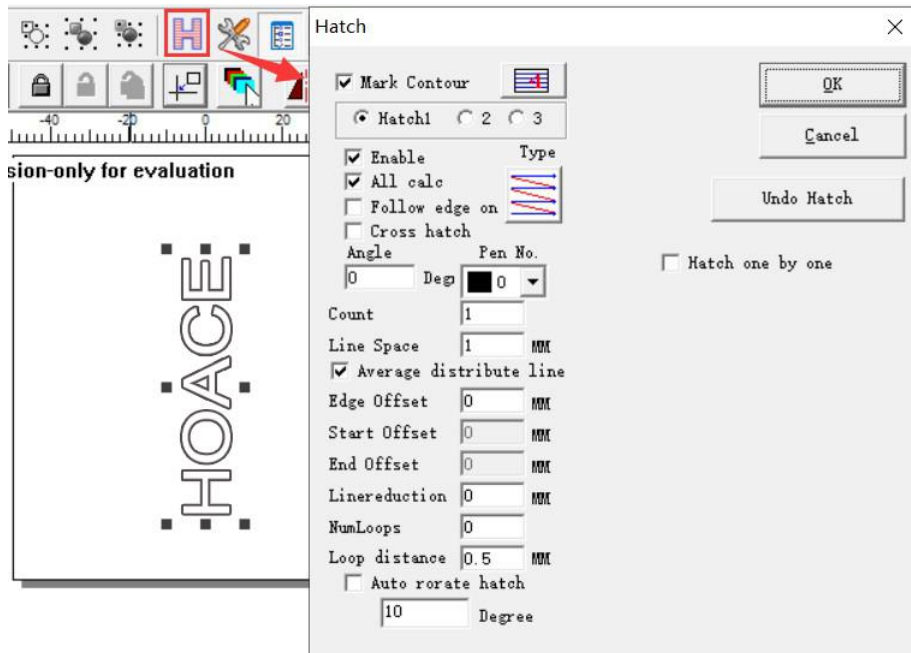 Hatch
Mark Contour
Hatch1 2 3
Enable
Type
All calc
Follow edge on
Cross hatch
Angle
Pen No.
0 Deg
0
Count 1
Line Space 1 MM
Average distribute line
Edge Offset 0 MM
Start Offset 0 MM
End Offset 0 MM
Linereduction 0 MM
NumLoops 0
Loop distance 0.5 MM
Auto rorate hatch
10 Degree
OK
Cancel
Undo Hatch
Hatch one by one
H
-40 -20 0 20
sion-only for evaluation
HOACE